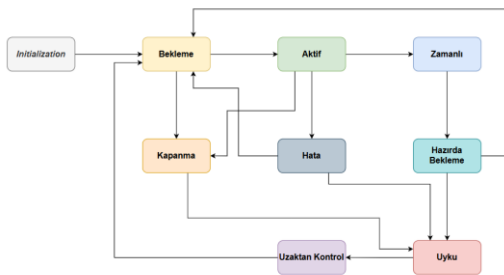 Initialization
Bekleme
Aktif
Zamanlı
Kapanma
Hata
Hazırda
Bekleme
Uzaktan Kontrol
Uyku